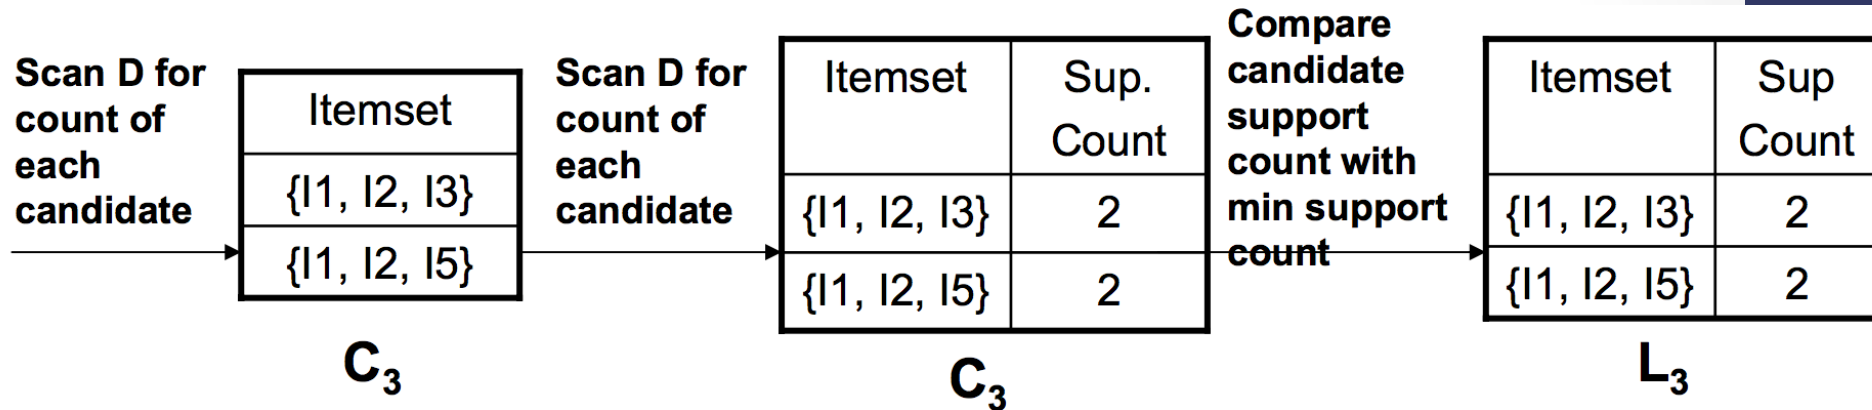 Scan D for
count of
each
candidate
Itemset
{I1, I2, I3}
{I1, I2, I5}
C3
Scan D for
count of
each
candidate
Itemset Sup. Count
{I1, I2, I3} 2
{I1, I2, I5} 2
C3
Compare
candidate
support
count with
min support
count
Itemset Sup Count
{I1, I2, I3} 2
{I1, I2, I5} 2
L3